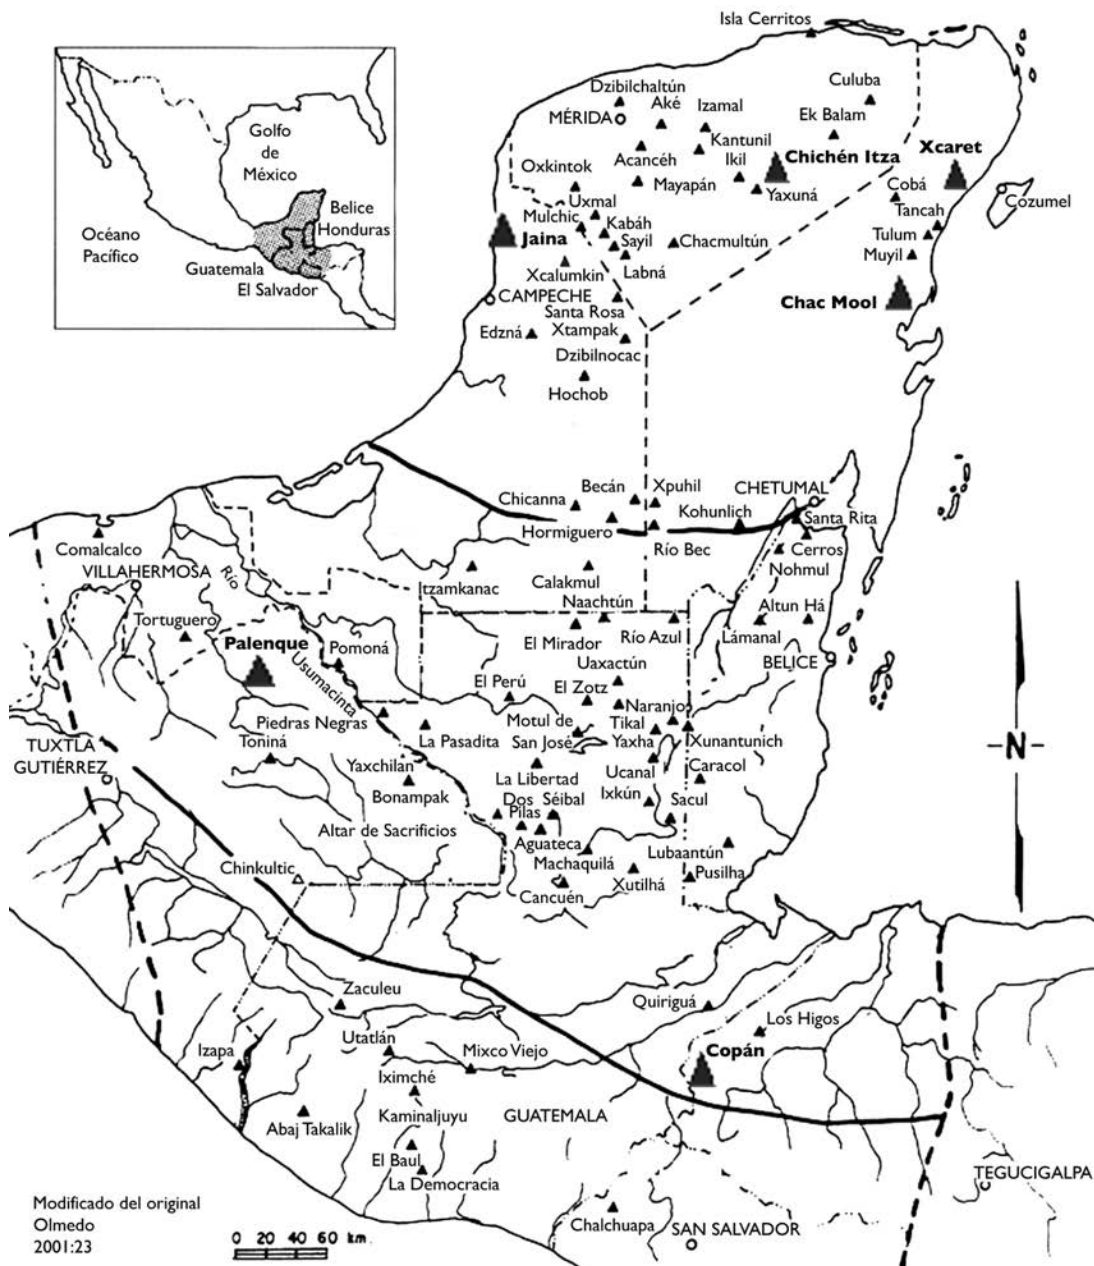 Isla Cerritos
Culuba
Dzibilchaltún
Aké
Izamal
MÉRIDA
Ek Balam
Golfo
de
México
Kantunil
Xcaret
Acancéh
Ikil
Chichén Itza
Oxkintok
Mayapán
Yaxuná
Cobá
Cozumel
Belice
Honduras
Uxmal
Tancah
Mulchic
Kabáh
Océano
Pacífico
Jaina
Sayil
Chacmultún
Tulum
Muyil
Guatemala
Xcalumkin
Labná
El Salvador
CAMPECHE
Chac Mool
Santa Rosa
Xtampak
Edzná
Dzibilnocac
Hochob
Becán
Xpuhil
CHETUMAL
Chicanna
Kohunlich
Santa Rita
Hormiguero
Río Bec
Cerros
Comalcalco
Nohmul
VILLAHERMOSA
Río
Itzamkanac
Calakmul
Naachtún
Altun Há
Tortuguero
El Mirador
Río Azul
Lámanal
Palenque
Pomoná
Uaxactún
BELICE
Usumacinta
El Perú
El Zotz
Naranjo
Piedras Negras
Motul de
San José
Tikal
La Pasadita
Yaxha
Xunantunich
Toniná
TUXTLA
GUTIÉRREZ
N
Yaxchilan
La Libertad
Ucanal
Caracol
Bonampak
Dos
Pilas
Séibal
Ixkún
Sacul
Altar de Sacrificios
Aguateca
Machaquilá
Lubaantún
Chinkultic
Cancuén
Xutilhá
Pusilha
Zaculeu
Quiriguá
Los Higos
Utatlán
Izapa
Mixco Viejo
Copán
Iximché
Abaj Takalik
Kaminaljuyu
GUATEMALA
El Baul
La Democracia
TEGUCIGALPA
Modificado del original
Olmedo
2001:23
Chalchuapa
SAN SALVADOR
0 20 40 60 km.